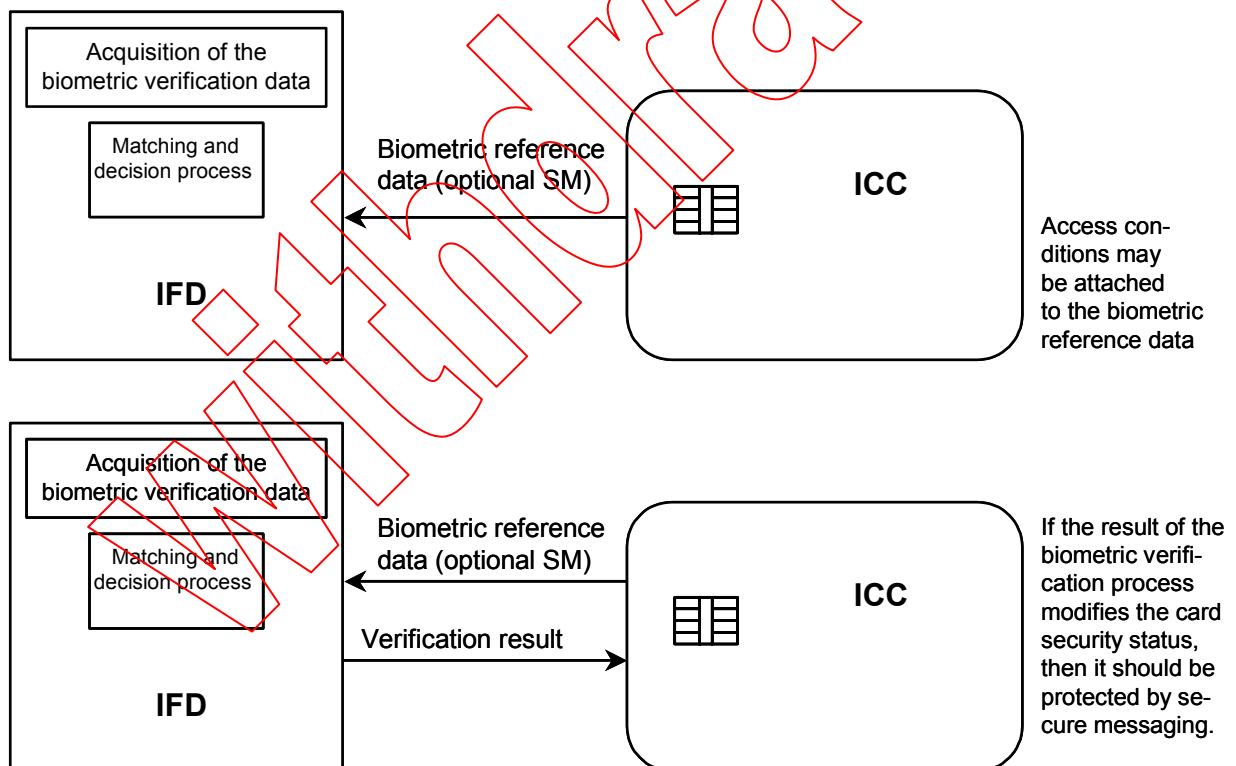 Acquisition of the
biometric verification data
Matching and
decision process
IFD
Biometric reference
data (optional SM)
ICC
Access con-
ditions may
be attached
to the biometric
reference data
Acquisition of the
biometric verification data
Matching and
decision process
IFD
Biometric reference
data (optional SM)
Verification result
ICC
If the result of the
biometric verifi-
cation process
modifies the card
security status,
then it should be
protected by se-
cure messaging.
Withdra